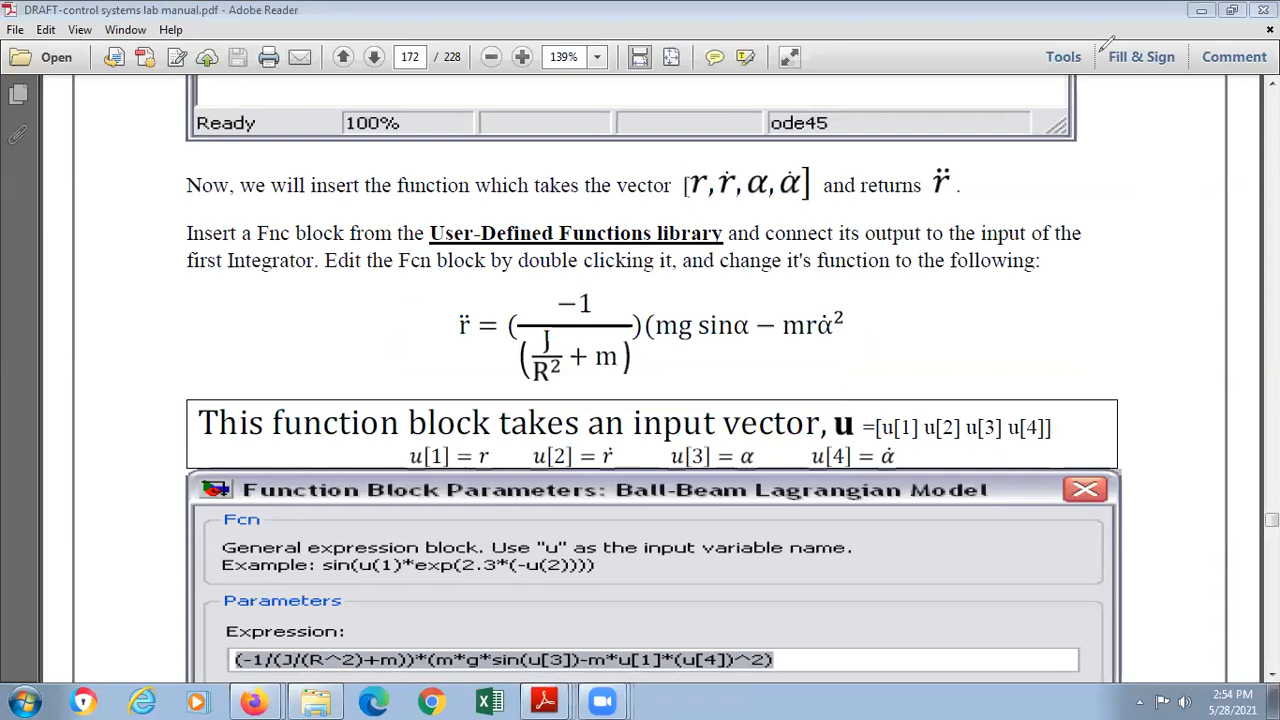 DRAFT-control systems lab manual.pdf - Adobe Reader
File Edit View Window Help
Open 172 / 228 139% Tools Fill & Sign Comment
Ready 100% ode45
Now, we will insert the function which takes the vector [r, ṙ, α, α̇] and returns r̈ .
Insert a Fnc block from the User-Defined Functions library and connect its output to the input of the
first Integrator. Edit the Fcn block by double clicking it, and change it's function to the following:
r̈ = (−1/(J/R² + m))(mg sinα − mrα̇²
This function block takes an input vector, u =[u[1] u[2] u[3] u[4]]
u[1] = r u[2] = ṙ u[3] = α u[4] = α̇
Function Block Parameters: Ball-Beam Lagrangian Model
Fcn
General expression block. Use "u" as the input variable name.
Example: sin(u(1)*exp(2.3*(-u(2))))
Parameters
Expression:
(-1/(J/(R^2)+m))*(m*g*sin(u[3])-m*u[1]*(u[4])^2)
2:54 PM
5/28/2021